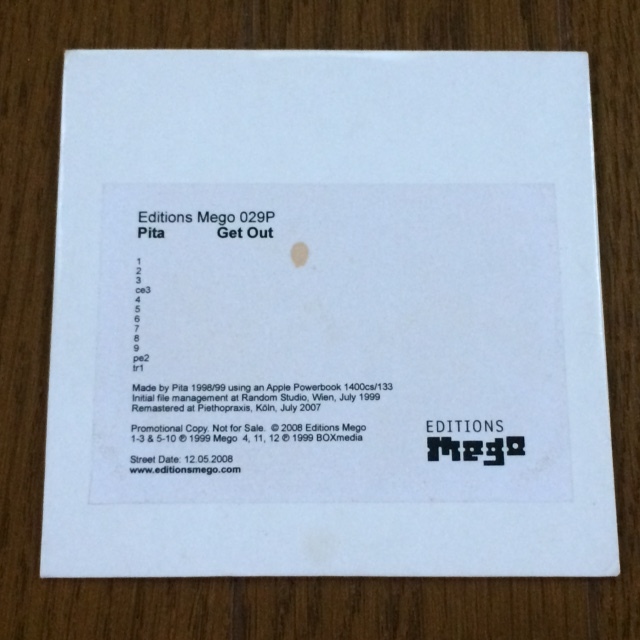 Editions Mego 029P
Pita Get Out
1
2
3
ce3
4
5
6
7
8
9
pe2
tr1
Made by Pita 1998/99 using an Apple Powerbook 1400cs/133
Initial file management at Random Studio, Wien, July 1999
Remastered at Piethopraxis, Köln, July 2007
Promotional Copy. Not for Sale. © 2008 Editions Mego
1-3 & 5-10 ℗ 1999 Mego 4, 11, 12 ℗ 1999 BOXmedia
Street Date: 12.05.2008
www.editionsmego.com
EDITIONS
mego